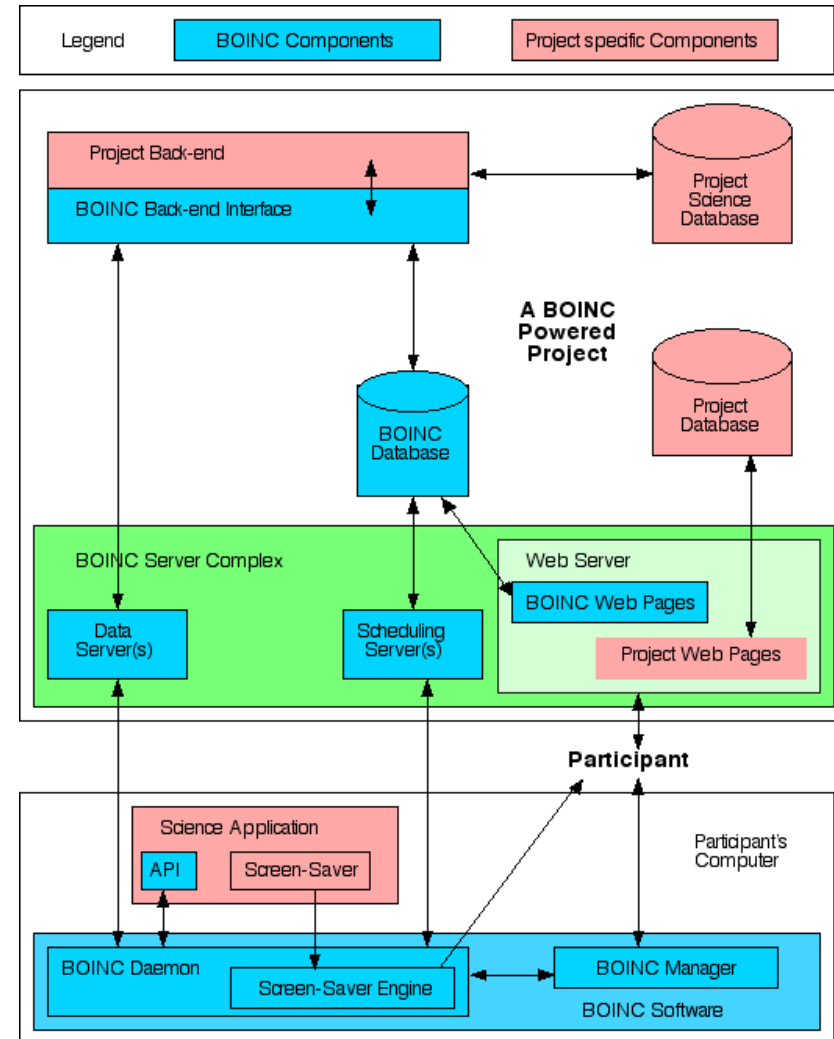 Legend
BOINC Components
Project specific Components
Project Back-end
BOINC Back-end Interface
Project
Science
Database
A BOINC
Powered
Project
Project
Database
BOINC
Database
BOINC Server Complex
Web Server
BOINC Web Pages
Data
Server(s)
Scheduling
Server(s)
Project Web Pages
Participant
Science Application
API
Screen-Saver
Participant's
Computer
BOINC Daemon
Screen-Saver Engine
BOINC Manager
BOINC Software